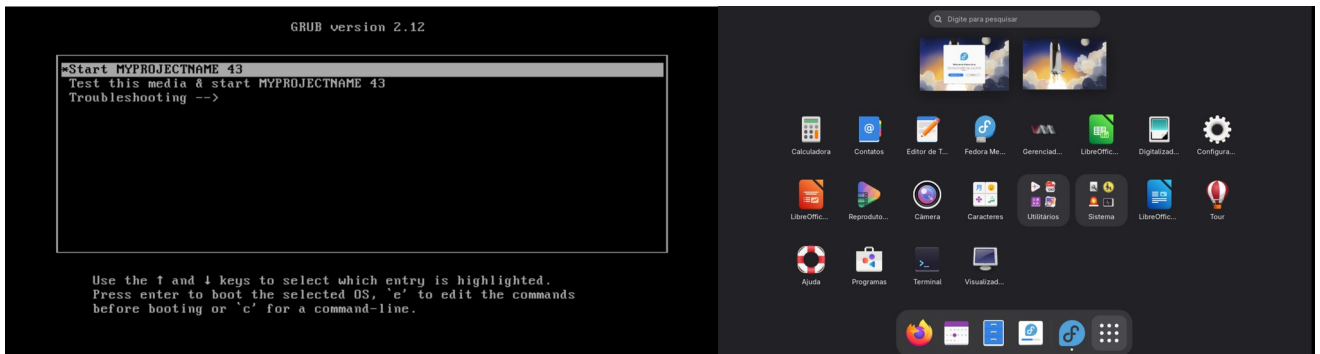 GRUB version 2.12
*Start MYPROJECTNAME 43
Test this media & start MYPROJECTNAME 43
Troubleshooting -->
Use the ↑ and ↓ keys to select which entry is highlighted.
Press enter to boot the selected OS, `e' to edit the commands
before booting or `c' for a command-line.
Digite para pesquisar
Calculadora Contatos Editor de T... Fedora Me... Gerenciad... LibreOffic... Digitalizad... Configura...
LibreOffic... Reproduto... Câmera Caracteres Utilitários Sistema LibreOffic... Tour
Ajuda Programas Terminal Visualizad...